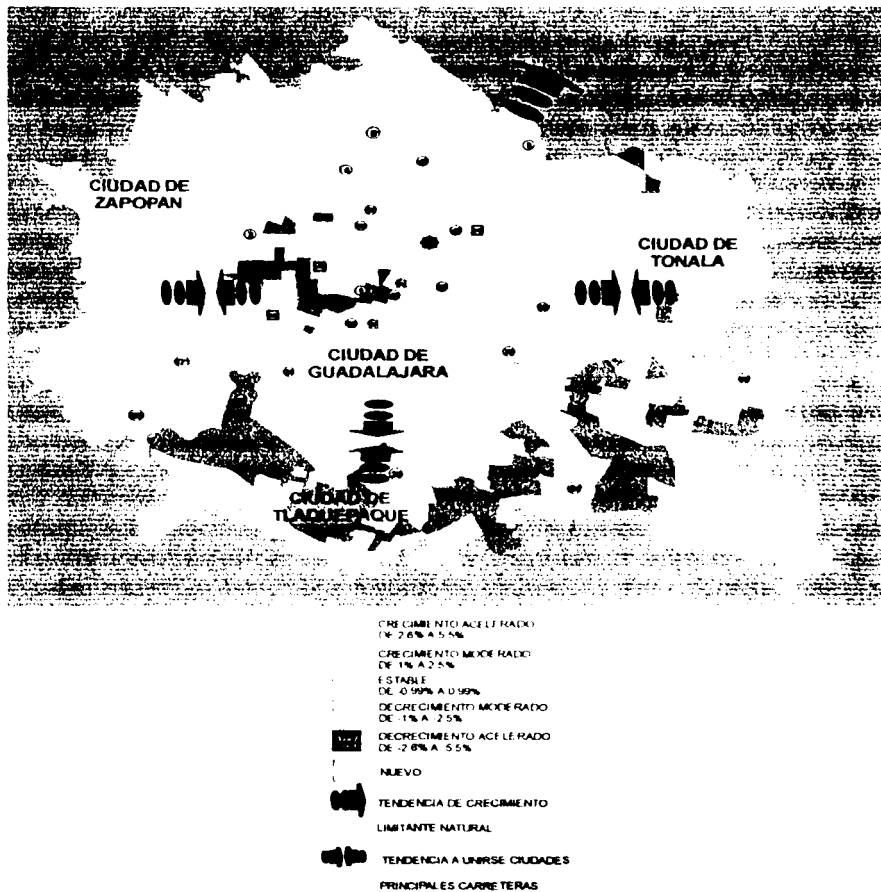 CIUDAD DE
ZAPOPAN
CIUDAD DE
TONALA
CIUDAD DE
GUADALAJARA
CIUDAD DE
TLAQUEPAQUE
CRECIMIENTO ACELERADO
DE 2.6% A 5.5%
CRECIMIENTO MODERADO
DE 1% A 2.5%
ESTABLE
DE -0.99% A 0.99%
DECRECIMIENTO MODERADO
DE -1% A -2.5%
DECRECIMIENTO ACELERADO
DE -2.6% A 5.5%
NUEVO
TENDENCIA DE CRECIMIENTO
LIMITANTE NATURAL
TENDENCIA A UNIRSE CIUDADES
PRINCIPALES CARRETERAS